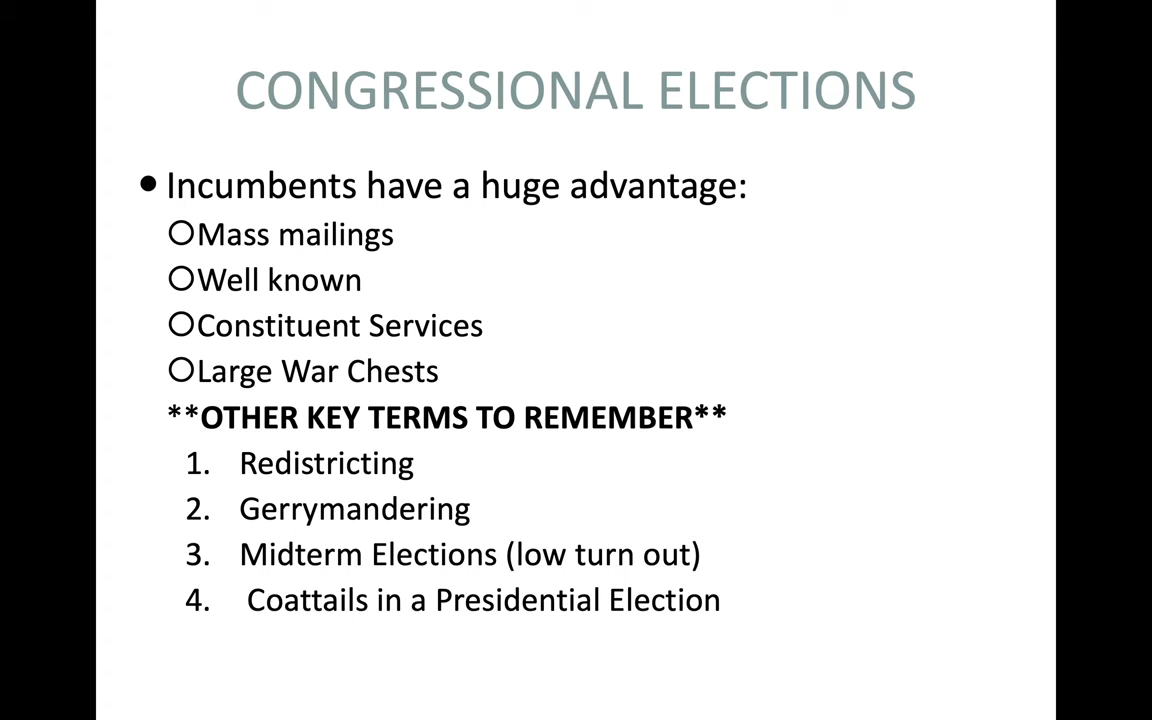 CONGRESSIONAL ELECTIONS
● Incumbents have a huge advantage:
○Mass mailings
○Well known
○Constituent Services
○Large War Chests
**OTHER KEY TERMS TO REMEMBER**
1. Redistricting
2. Gerrymandering
3. Midterm Elections (low turn out)
4. Coattails in a Presidential Election